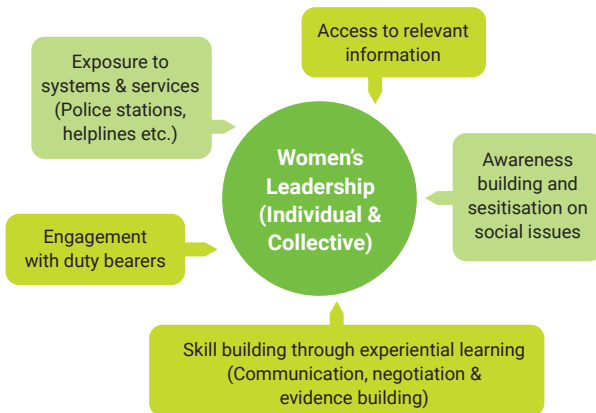 Access to relevant
information
Exposure to
systems & services
(Police stations,
helplines etc.)
Women's
Leadership
(Individual &
Collective)
Awareness
building and
sesitisation on
social issues
Engagement
with duty bearers
Skill building through experiential learning
(Communication, negotiation &
evidence building)